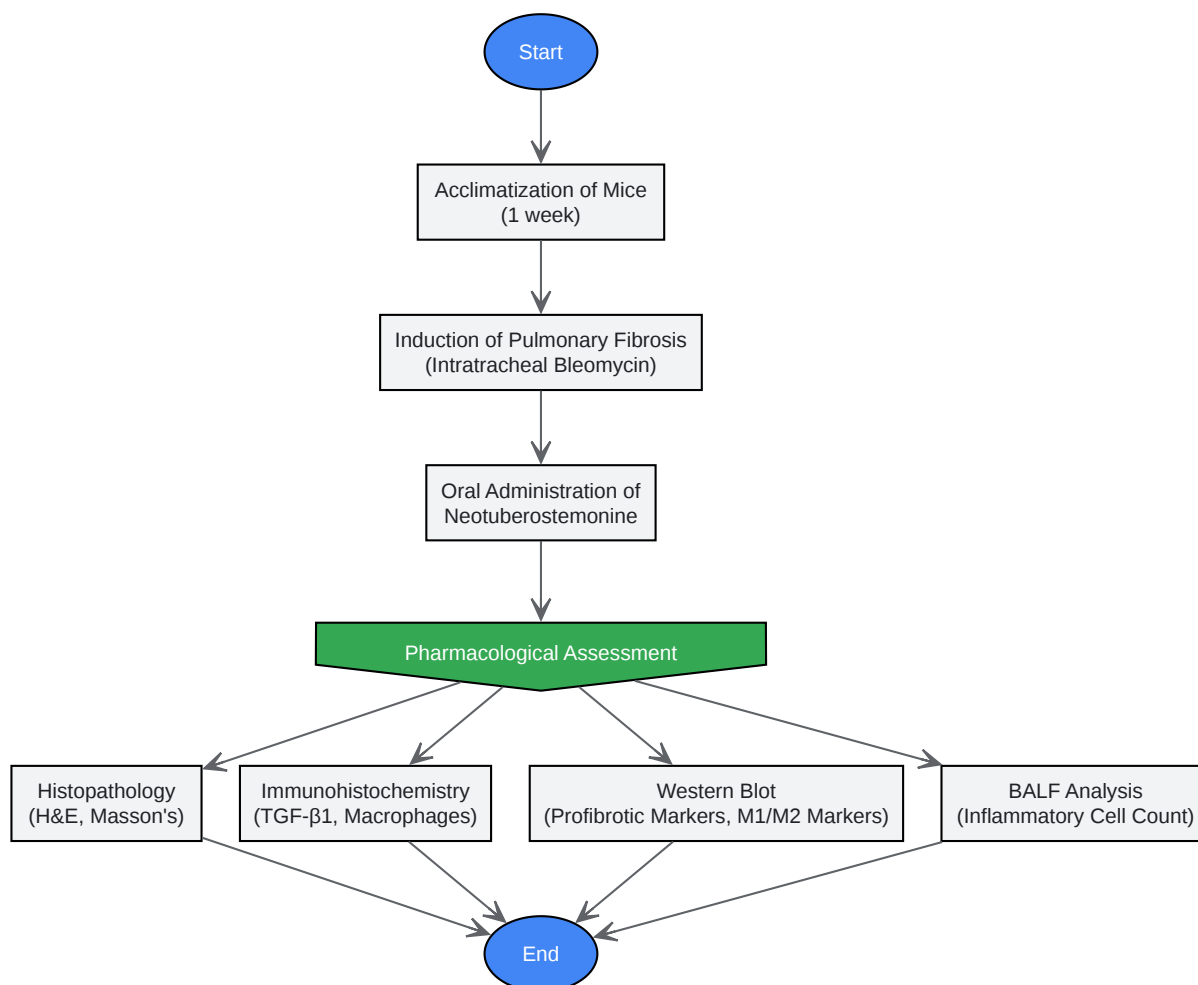 Start
Acclimatization of Mice
(1 week)
Induction of Pulmonary Fibrosis
(Intratracheal Bleomycin)
Oral Administration of
Neotuberostemonine
Pharmacological Assessment
Histopathology
(H&E, Masson's)
Immunohistochemistry
(TGF-β1, Macrophages)
Western Blot
(Profibrotic Markers, M1/M2 Markers)
BALF Analysis
(Inflammatory Cell Count)
End